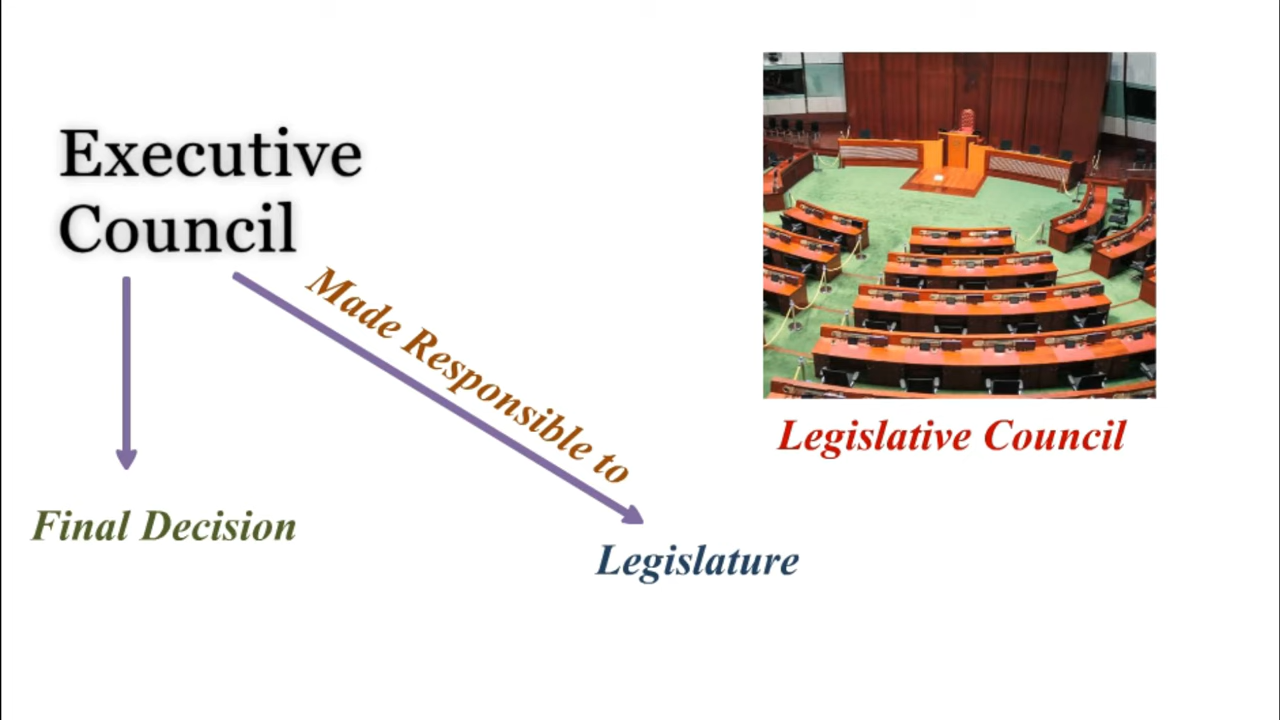 Executive
Council
Made Responsible to
Legislative Council
Final Decision
Legislature